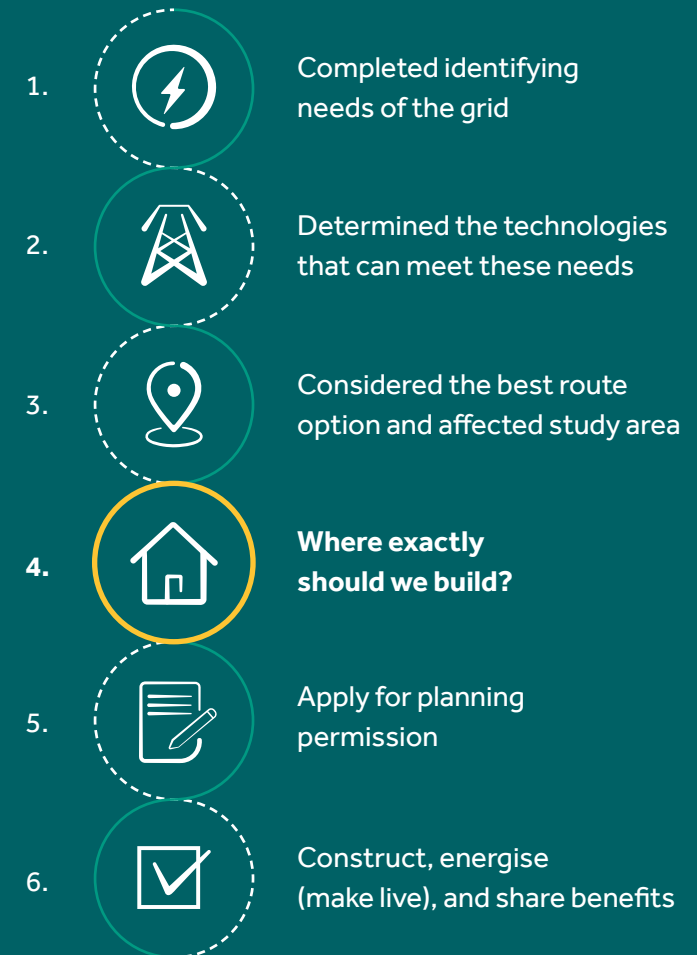 1.
Completed identifying
needs of the grid
2.
Determined the technologies
that can meet these needs
3.
Considered the best route
option and affected study area
4.
Where exactly
should we build?
5.
Apply for planning
permission
6.
Construct, energise
(make live), and share benefits